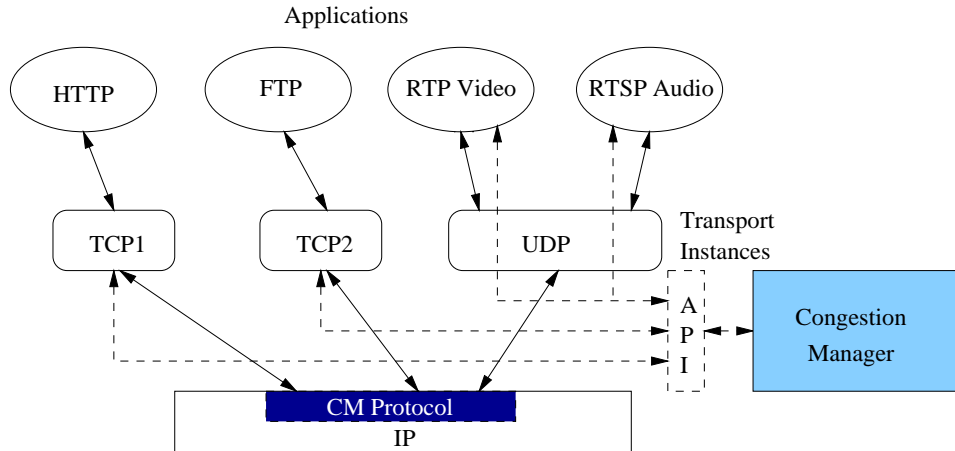 Applications
HTTP
FTP
RTP Video
RTSP Audio
TCP1
TCP2
UDP
Transport
Instances
A
P
I
Congestion
Manager
CM Protocol
IP